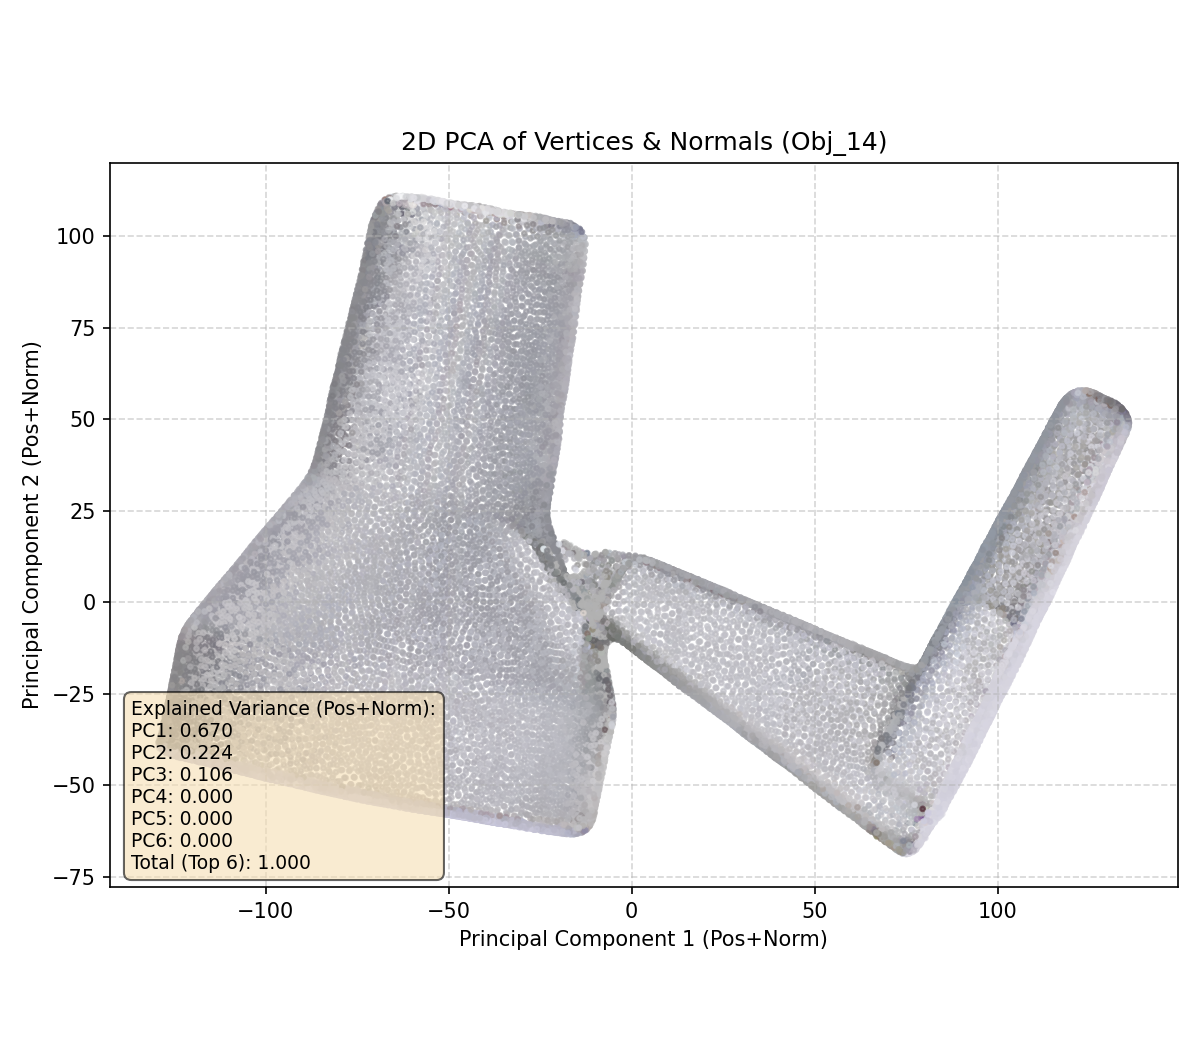 2D PCA of Vertices & Normals (Obj_14)
Principal Component 2 (Pos+Norm)
100
75
50
25
0
−25
−50
−75
Explained Variance (Pos+Norm):
PC1: 0.670
PC2: 0.224
PC3: 0.106
PC4: 0.000
PC5: 0.000
PC6: 0.000
Total (Top 6): 1.000
−100
−50
0
50
100
Principal Component 1 (Pos+Norm)